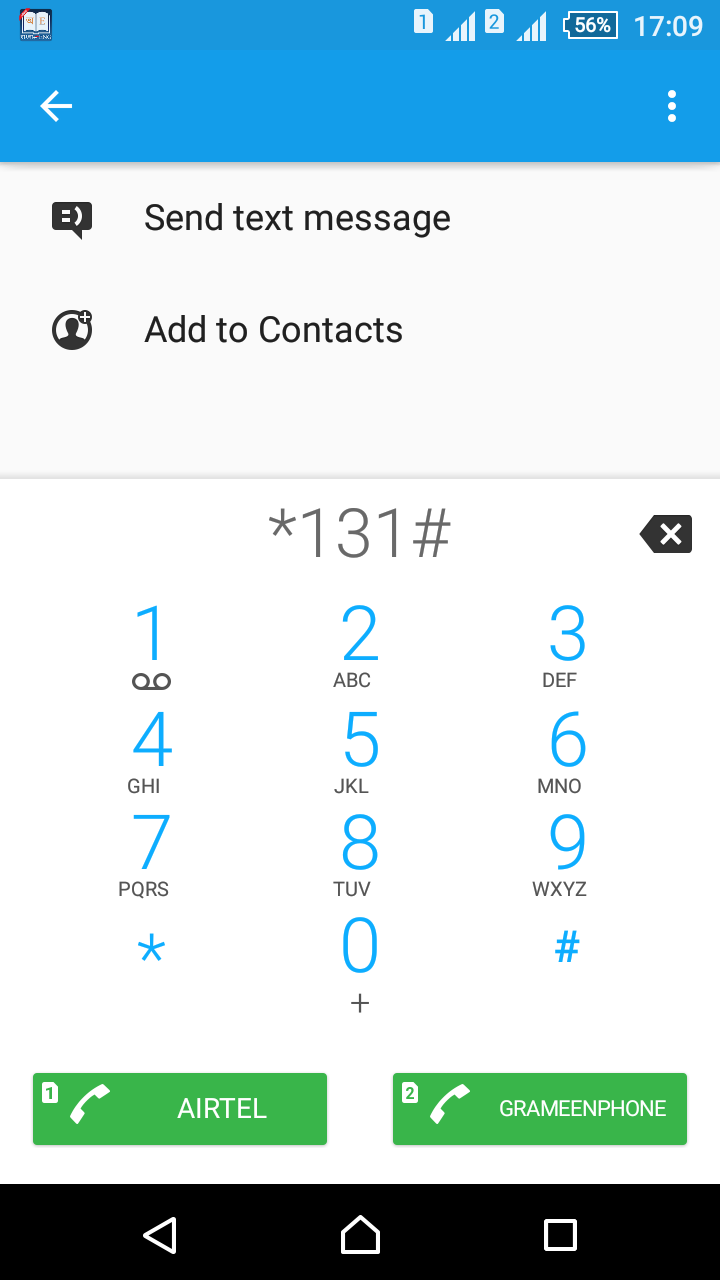 1 2 56% 17:09
Send text message
Add to Contacts
*131#
1 2 3
ABC DEF
4 5 6
GHI JKL MNO
7 8 9
PQRS TUV WXYZ
* 0 #
+
1 AIRTEL 2 GRAMEENPHONE